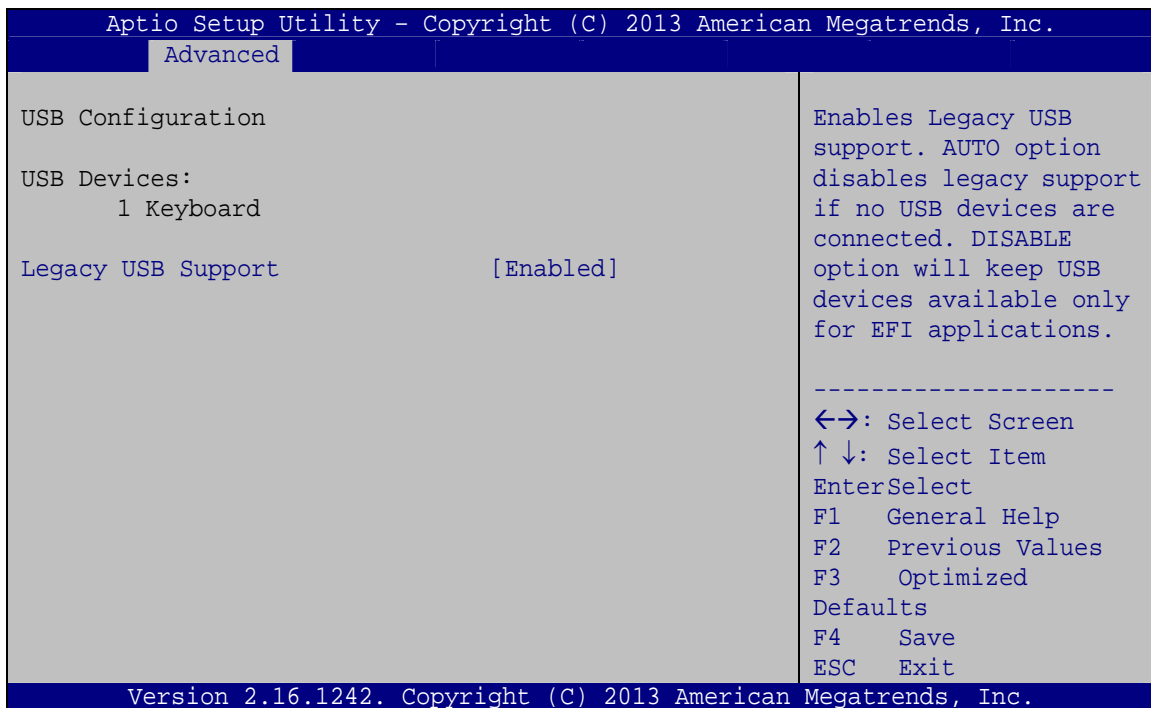 Aptio Setup Utility – Copyright (C) 2013 American Megatrends, Inc.
Advanced
USB Configuration
USB Devices:
1 Keyboard
Legacy USB Support [Enabled]
Enables Legacy USB
support. AUTO option
disables legacy support
if no USB devices are
connected. DISABLE
option will keep USB
devices available only
for EFI applications.
---------------------
←→: Select Screen
↑ ↓: Select Item
EnterSelect
F1 General Help
F2 Previous Values
F3 Optimized
Defaults
F4 Save
ESC Exit
Version 2.16.1242. Copyright (C) 2013 American Megatrends, Inc.